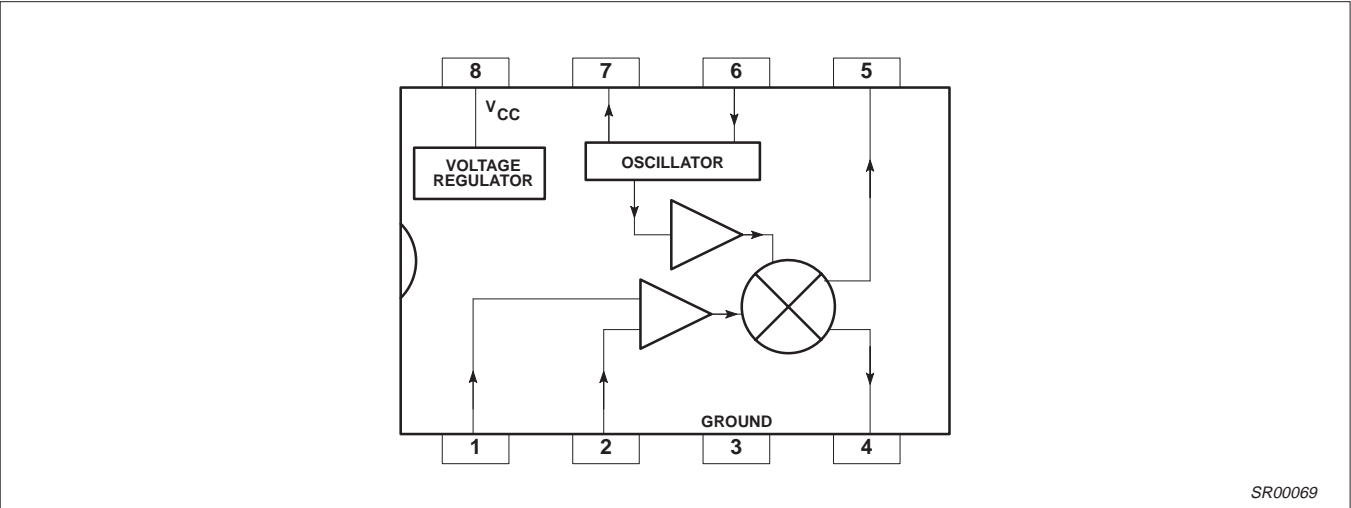 8 7 6 5
VCC
VOLTAGE
REGULATOR
OSCILLATOR
GROUND
1 2 3 4
SR00069